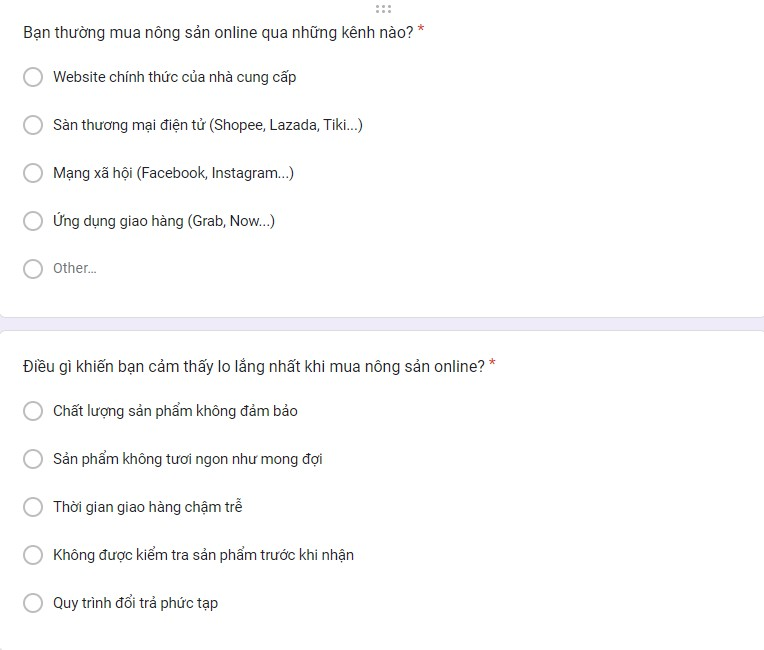 Bạn thường mua nông sản online qua những kênh nào? *
Website chính thức của nhà cung cấp
Sàn thương mại điện tử (Shopee, Lazada, Tiki...)
Mạng xã hội (Facebook, Instagram...)
Ứng dụng giao hàng (Grab, Now...)
Other...
Điều gì khiến bạn cảm thấy lo lắng nhất khi mua nông sản online? *
Chất lượng sản phẩm không đảm bảo
Sản phẩm không tươi ngon như mong đợi
Thời gian giao hàng chậm trễ
Không được kiểm tra sản phẩm trước khi nhận
Quy trình đổi trả phức tạp